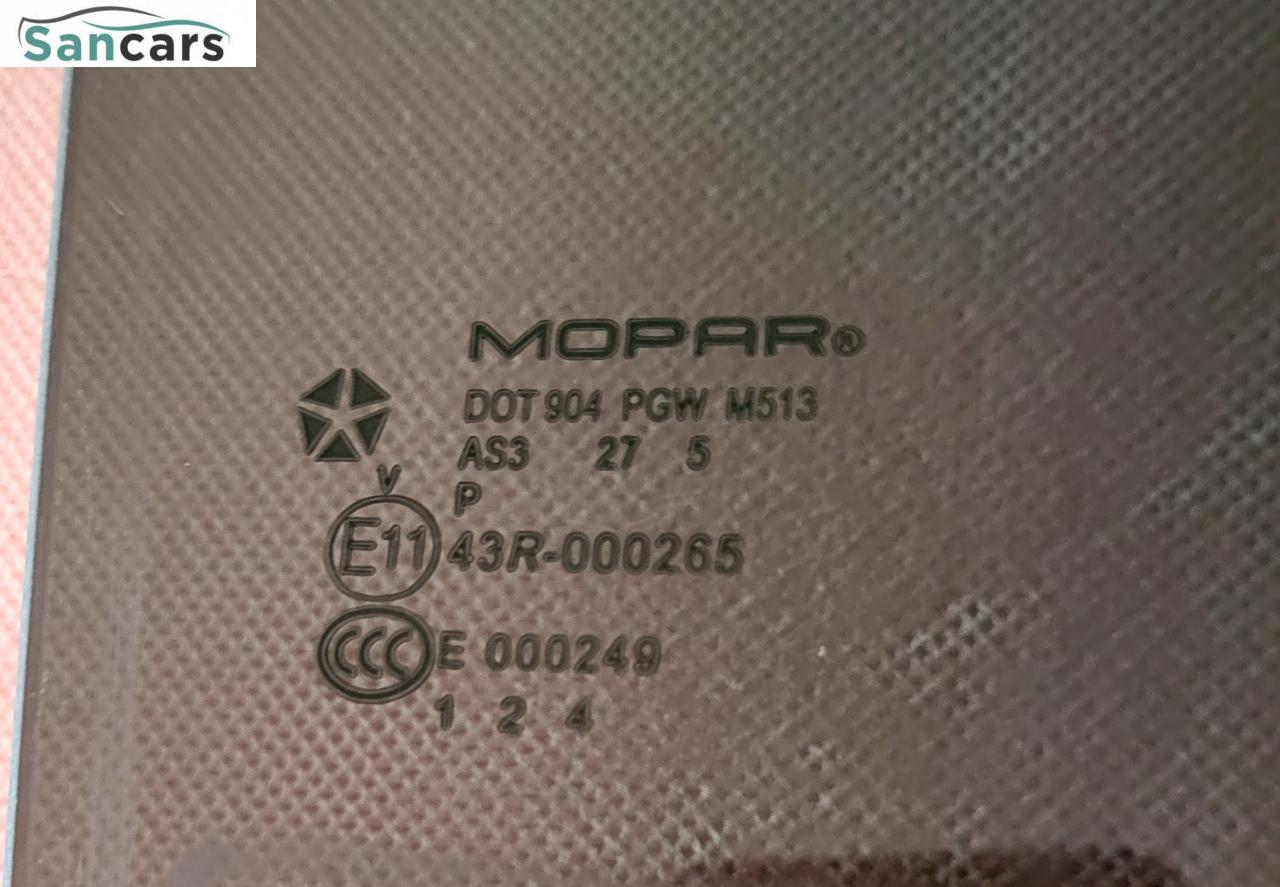 Sancars
MOPAR®
DOT 904 PGW M513
AS3 27 5
V P
E11 43R-000265
CCC E 000249
1 2 4